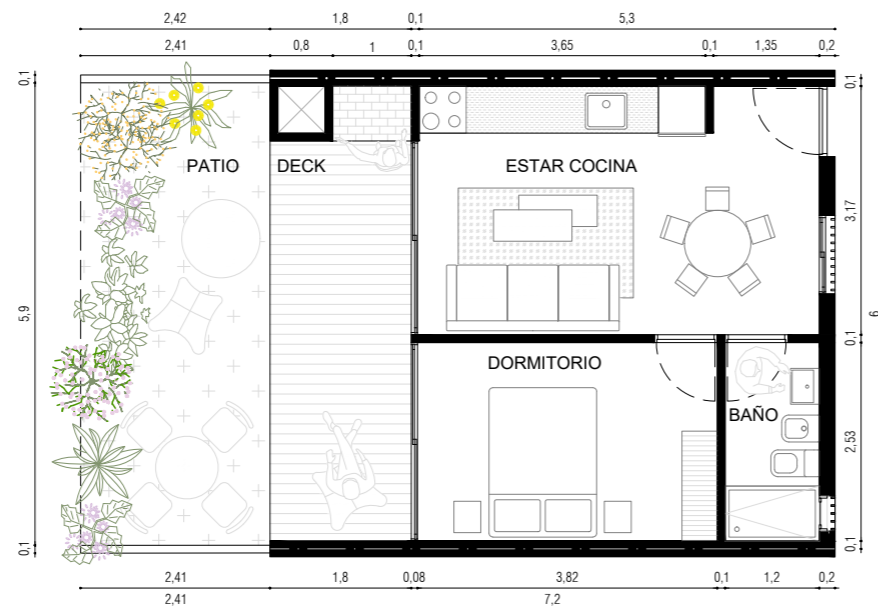 2,42 1,8 0,1 5,3
2,41 0,8 1 0,1 3,65 0,1 1,35 0,2
0,1 0,1
PATIO DECK ESTAR COCINA
3,17
5,9 6
0,1
DORMITORIO
BAÑO
2,53
0,1 0,1
2,41 1,8 0,08 3,82 0,1 1,2 0,2
2,41 7,2